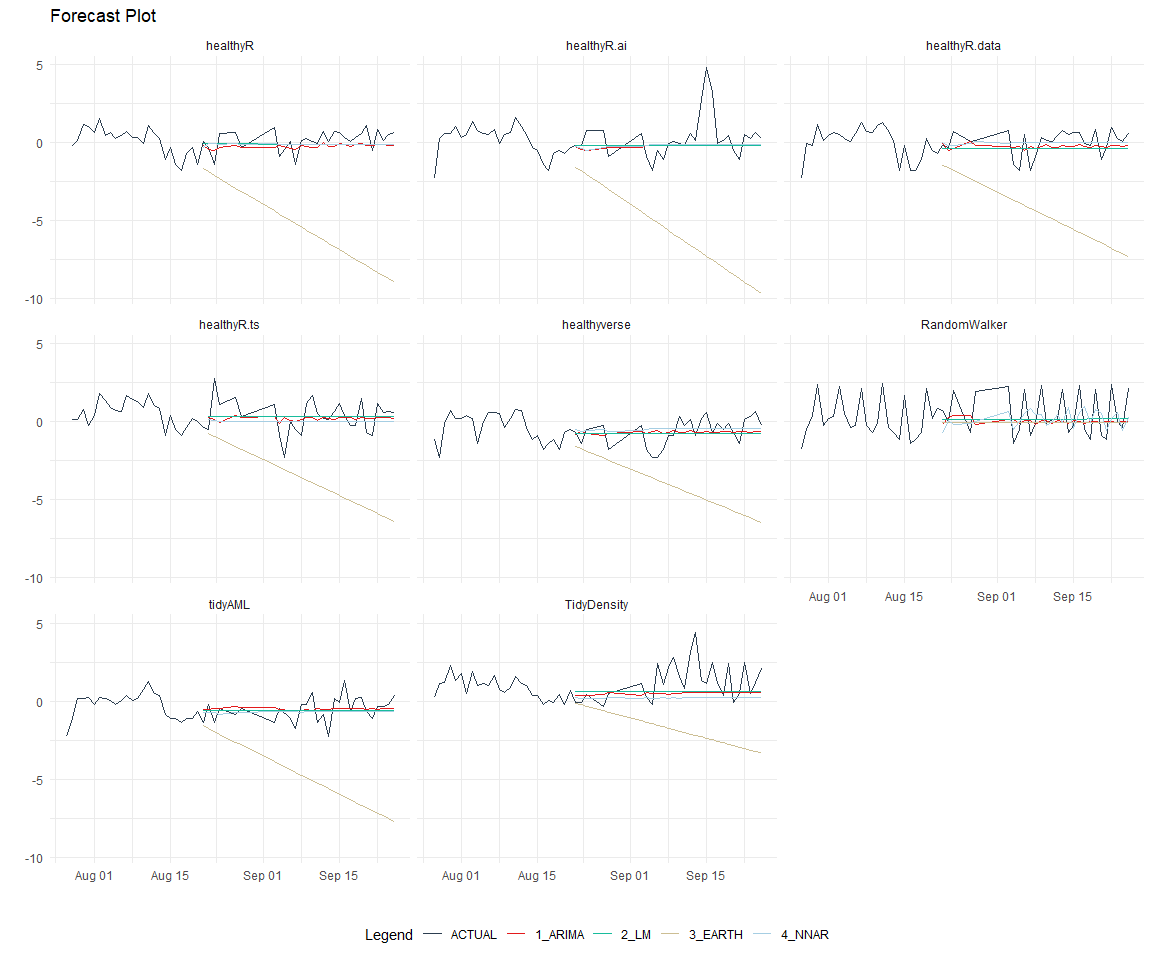 Forecast Plot
healthyR
healthyR.ai
healthyR.data
5
0
-5
-10
healthyR.ts
healthyverse
RandomWalker
5
0
-5
-10
Aug 01 Aug 15 Sep 01 Sep 15
tidyAML
TidyDensity
5
0
-5
-10
Aug 01 Aug 15 Sep 01 Sep 15
Aug 01 Aug 15 Sep 01 Sep 15
Legend ACTUAL 1_ARIMA 2_LM 3_EARTH 4_NNAR